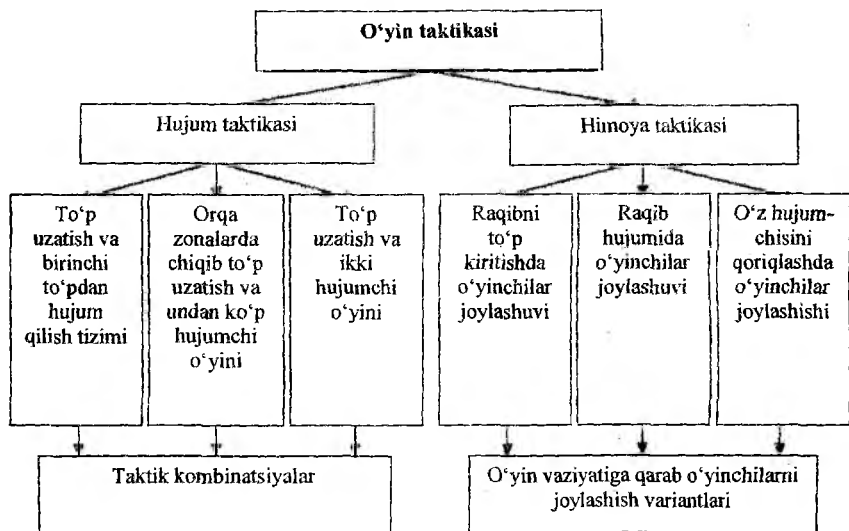 O‘yin taktikasi
Hujum taktikasi
Himoya taktikasi
To‘p
uzatish va
birinchi
to‘pdan
hujum
qilish tizimi
Orqa
zonalarda
chiqib to‘p
uzatish va
undan ko‘p
hujumchi
o‘yini
To‘p
uzatish va
ikki
hujumchi
o‘yini
Raqibni
to‘p
kiritishda
o‘yinchilar
joylashuvi
Raqib
hujumida
o‘yinchilar
joylashuvi
O‘z hujum-
chisini
qoriqlashda
o‘yinchilar
joylashishi
Taktik kombinatsiyalar
O‘yin vaziyatiga qarab o‘yinchilarni
joylashish variantlari